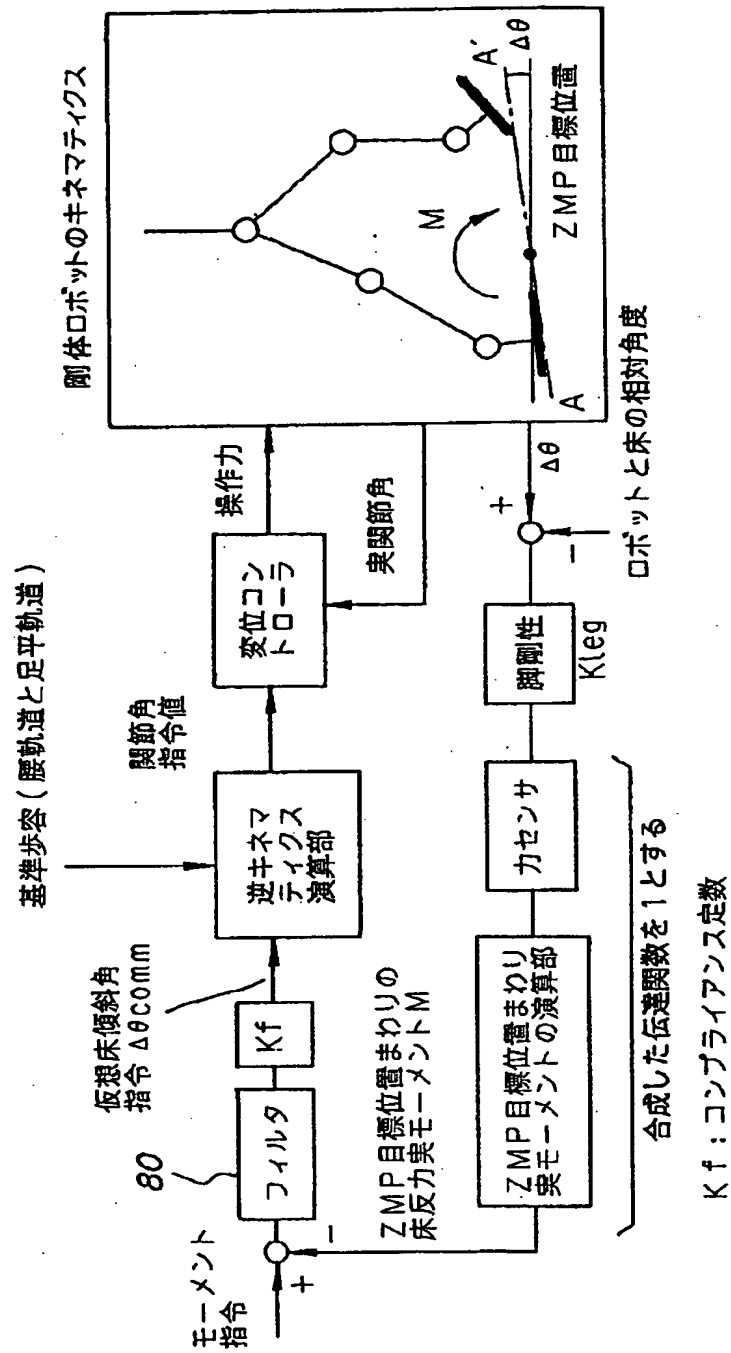 モーメント
指令
+
-
80
フィルタ
Kf
仮想床傾斜角
指令 Δθcomm
基準歩容(腰軌道と足平軌道)
逆キネマ
ティクス
演算部
関節角
指令値
変位コン
トローラ
操作力
実関節角
剛体ロボットのキネマティクス
M
A
A′
Δθ
ZMP目標位置
Δθ
+
-
ロボットと床の相対角度
脚剛性
Kleg
力センサ
ZMP目標位置まわり
実モーメントの演算部
ZMP目標位置まわりの
床反力実モーメントM
合成した伝達関数を1とする
Kf:コンプライアンス定数